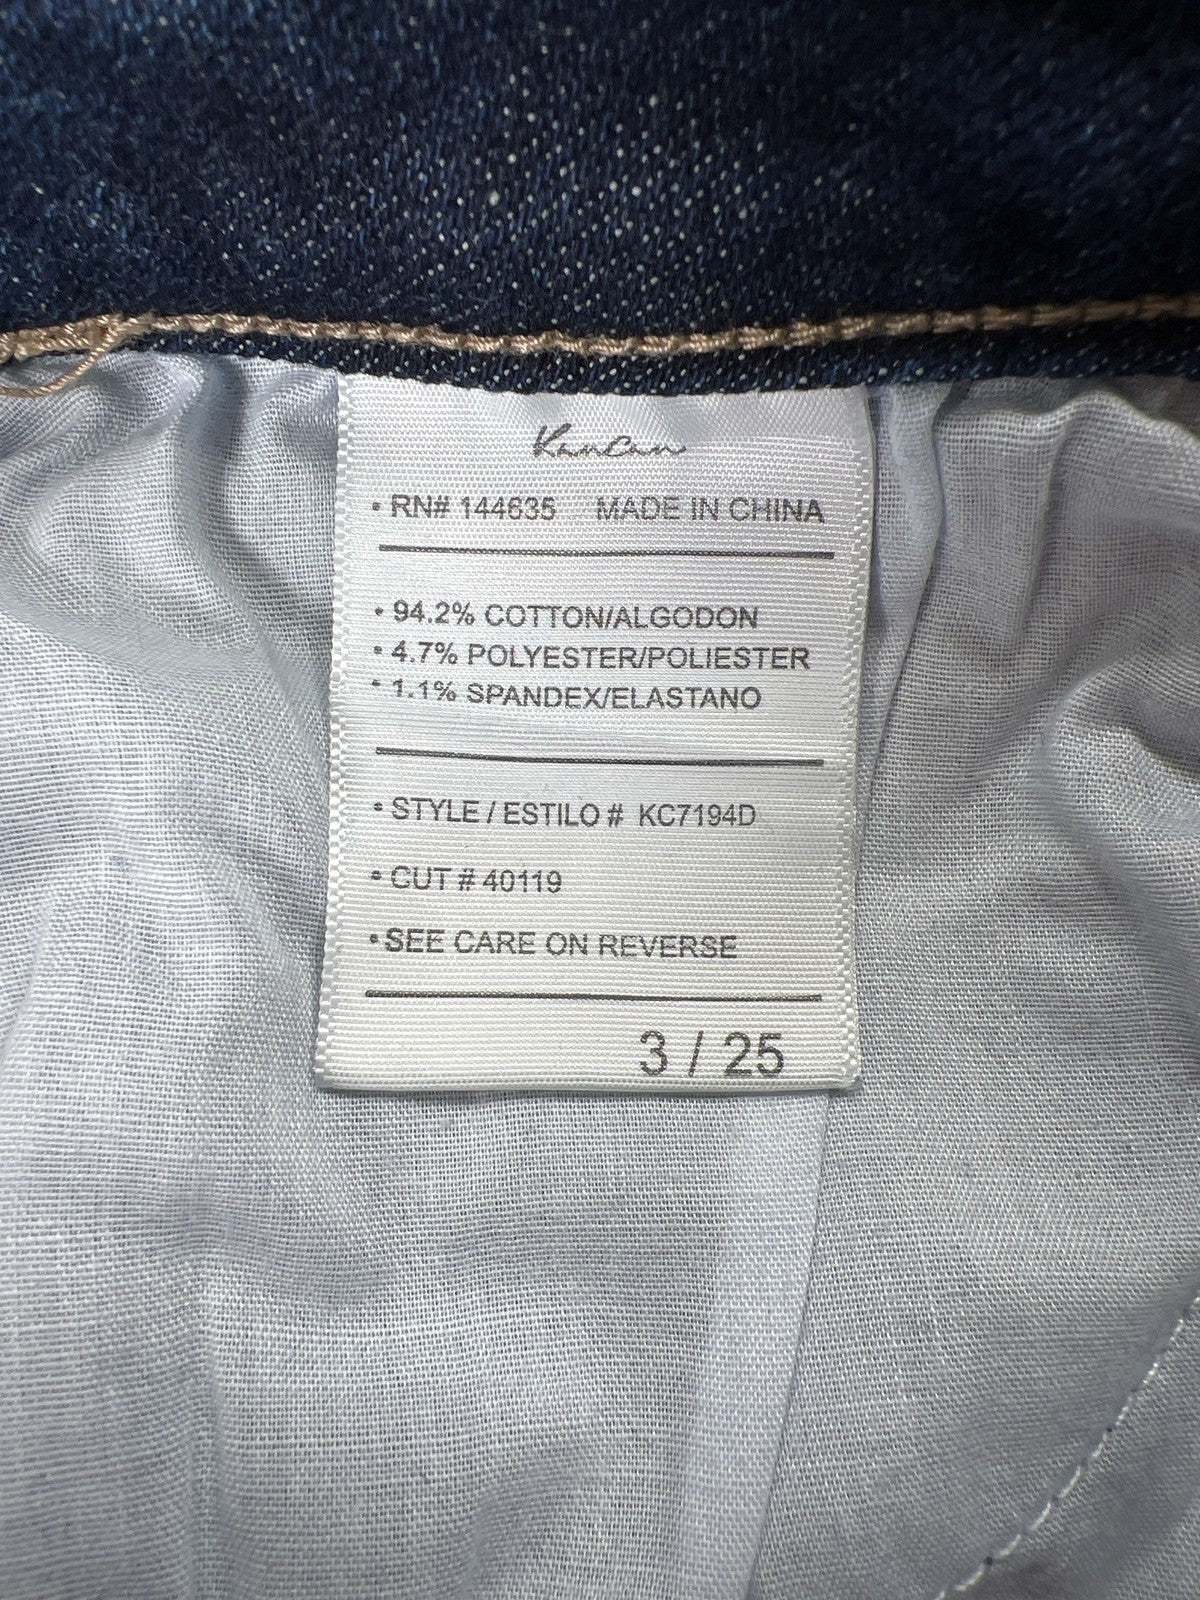 KanCan
• RN# 144635 MADE IN CHINA
• 94.2% COTTON/ALGODON
• 4.7% POLYESTER/POLIESTER
• 1.1% SPANDEX/ELASTANO
• STYLE / ESTILO # KC7194D
• CUT # 40119
• SEE CARE ON REVERSE
3 / 25